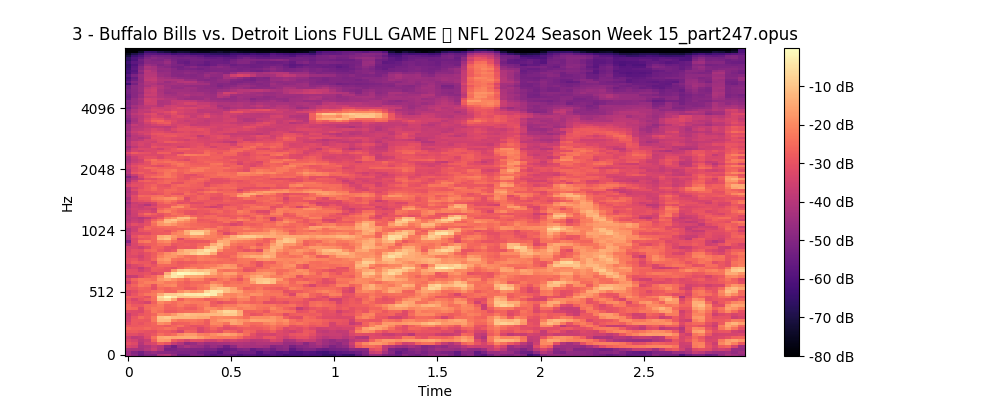 3 - Buffalo Bills vs. Detroit Lions FULL GAME  NFL 2024 Season Week 15_part247.opus
4096
2048
1024
512
0
Hz
0
0.5
1
1.5
2
2.5
Time
-10 dB
-20 dB
-30 dB
-40 dB
-50 dB
-60 dB
-70 dB
-80 dB